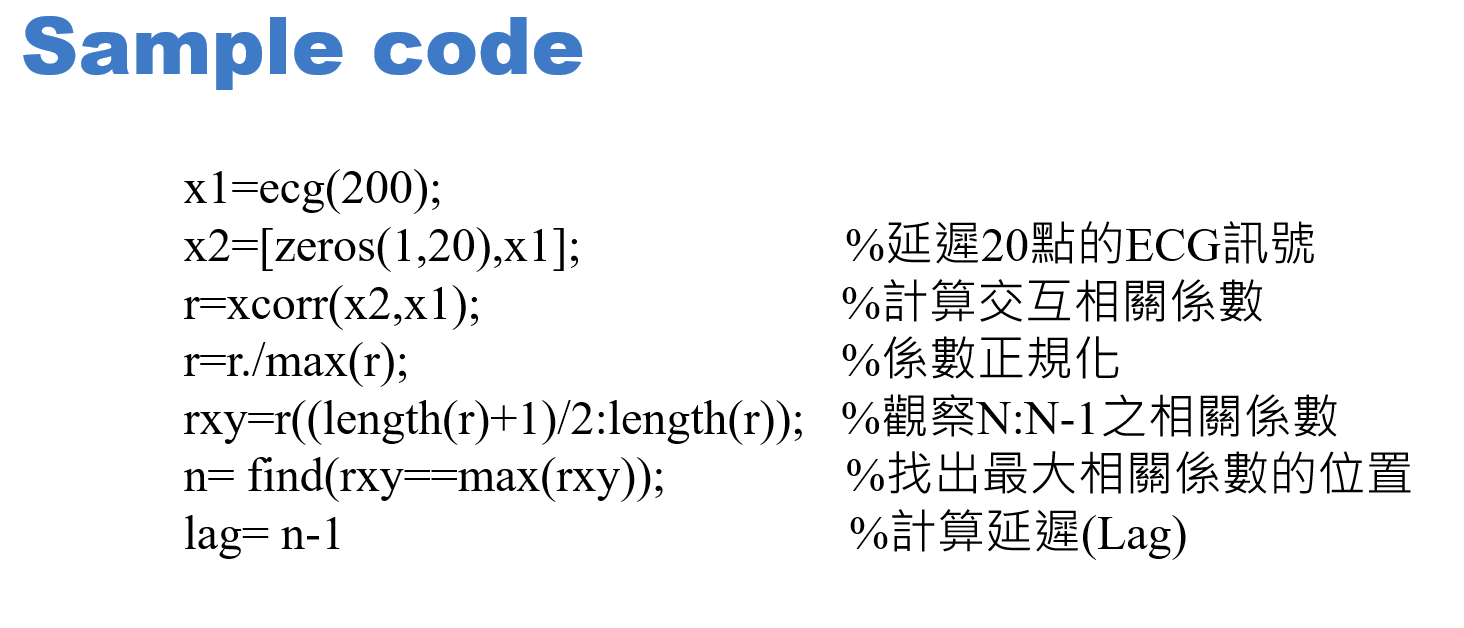 Sample code
x1=ecg(200);
x2=[zeros(1,20),x1]; %延遲20點的ECG訊號
r=xcorr(x2,x1); %計算交互相關係數
r=r./max(r); %係數正規化
rxy=r((length(r)+1)/2:length(r)); %觀察N:N-1之相關係數
n= find(rxy==max(rxy)); %找出最大相關係數的位置
lag= n-1 %計算延遲(Lag)